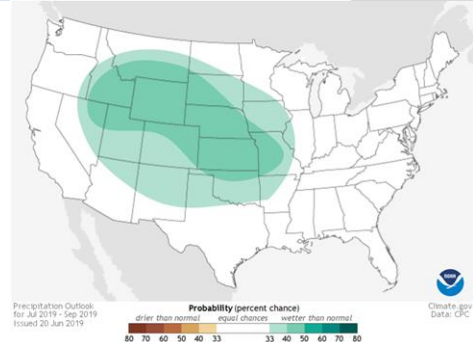 NOAA
Precipitation Outlook
for Jul 2019 - Sep 2019
Issued 20 Jun 2019
Probability (percent chance)
drier than normal equal chances wetter than normal
80 70 60 50 40 33 33 40 50 60 70 80
Climate.gov
Data: CPC